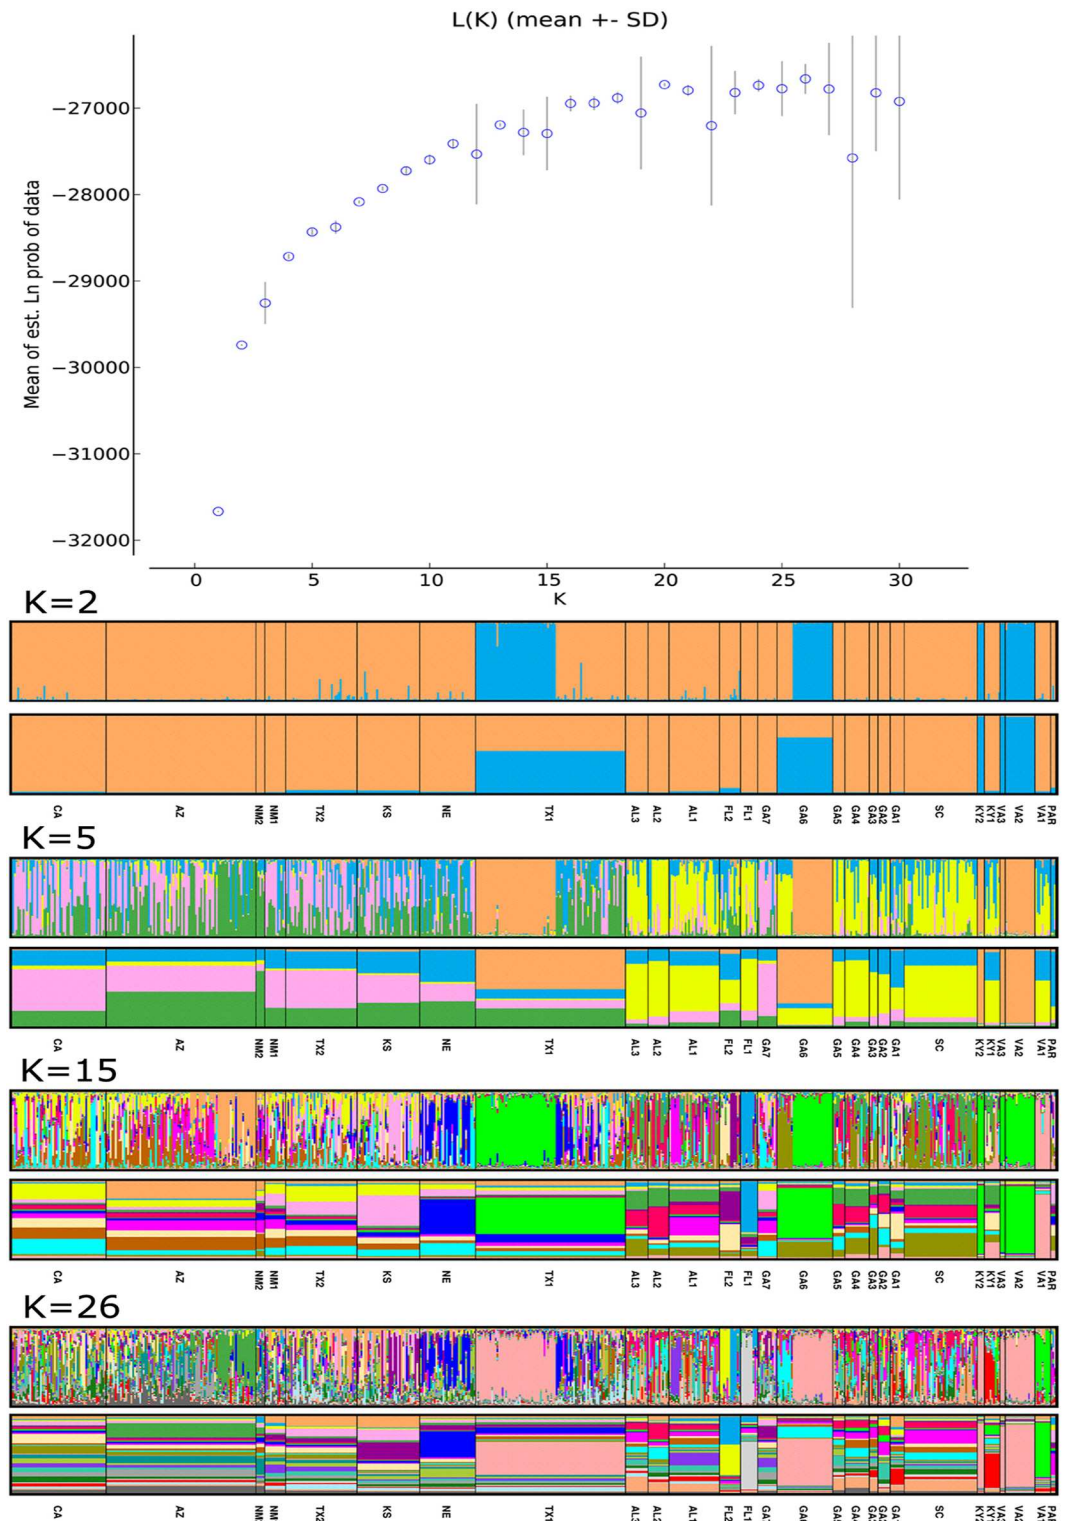 L(K) (mean +- SD)
Mean of est. Ln prob of data
−27000
−28000
−29000
−30000
−31000
−32000
0 5 10 15 20 25 30
K
K=2
CA AZ NM2 NM1 TX2 KS NE TX1 AL3 AL2 AL1 FL2 FL1 GA7 GA6 GA5 GA4 GA3 GA2 GA1 SC KY2 KY1 VA3 VA2 VA1 PAR
K=5
CA AZ NM2 NM1 TX2 KS NE TX1 AL3 AL2 AL1 FL2 FL1 GA7 GA6 GA5 GA4 GA3 GA2 GA1 SC KY2 KY1 VA3 VA2 VA1 PAR
K=15
CA AZ NM2 NM1 TX2 KS NE TX1 AL3 AL2 AL1 FL2 FL1 GA7 GA6 GA5 GA4 GA3 GA2 GA1 SC KY2 KY1 VA3 VA2 VA1 PAR
K=26
CA AZ TX2 KS NE TX1 AL2 AL1 SC KY2 KY1 VA2